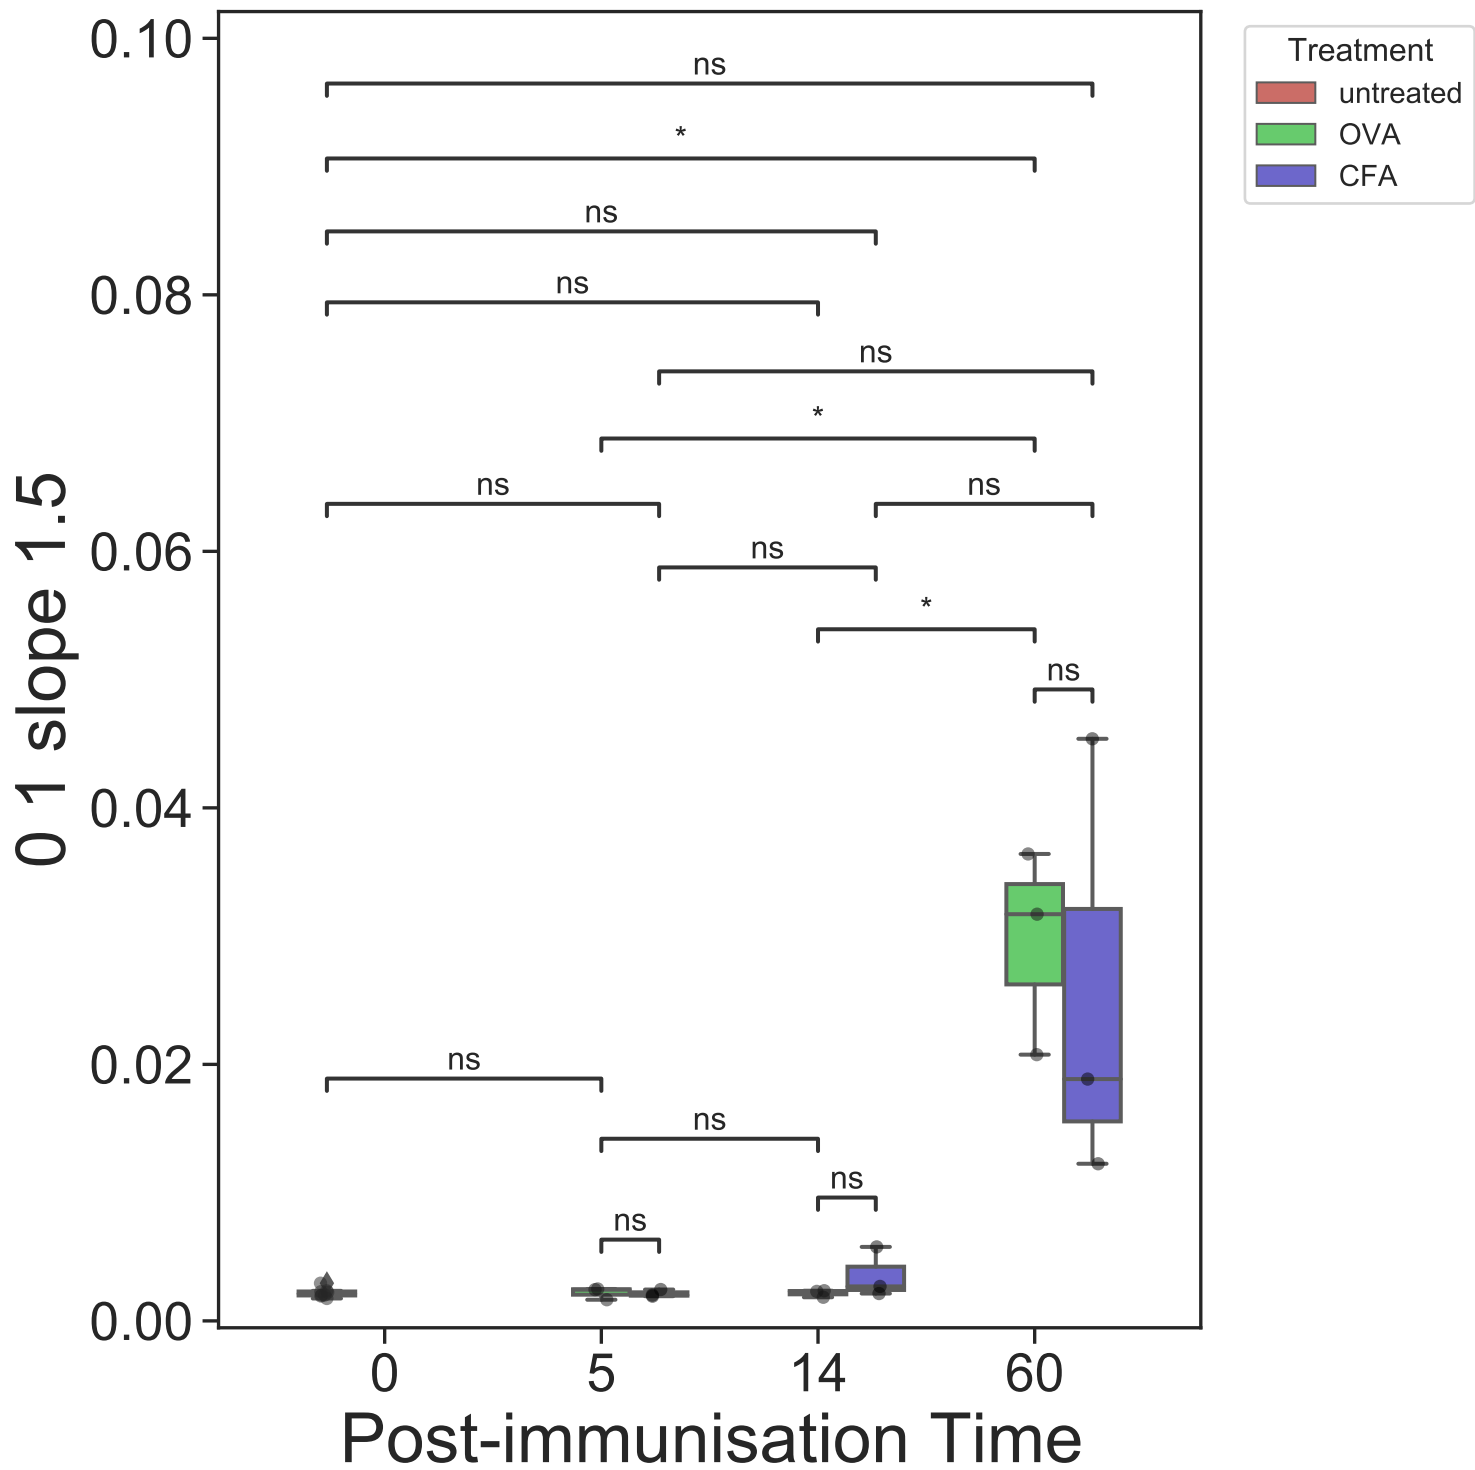 0.10
0.08
0.06
0.04
0.02
0.00
0 1 slope 1.5
ns
*
ns
ns
ns
*
ns
ns
ns
*
ns
ns
ns
ns
ns
0
5
14
60
Post-immunisation Time
Treatment
untreated
OVA
CFA